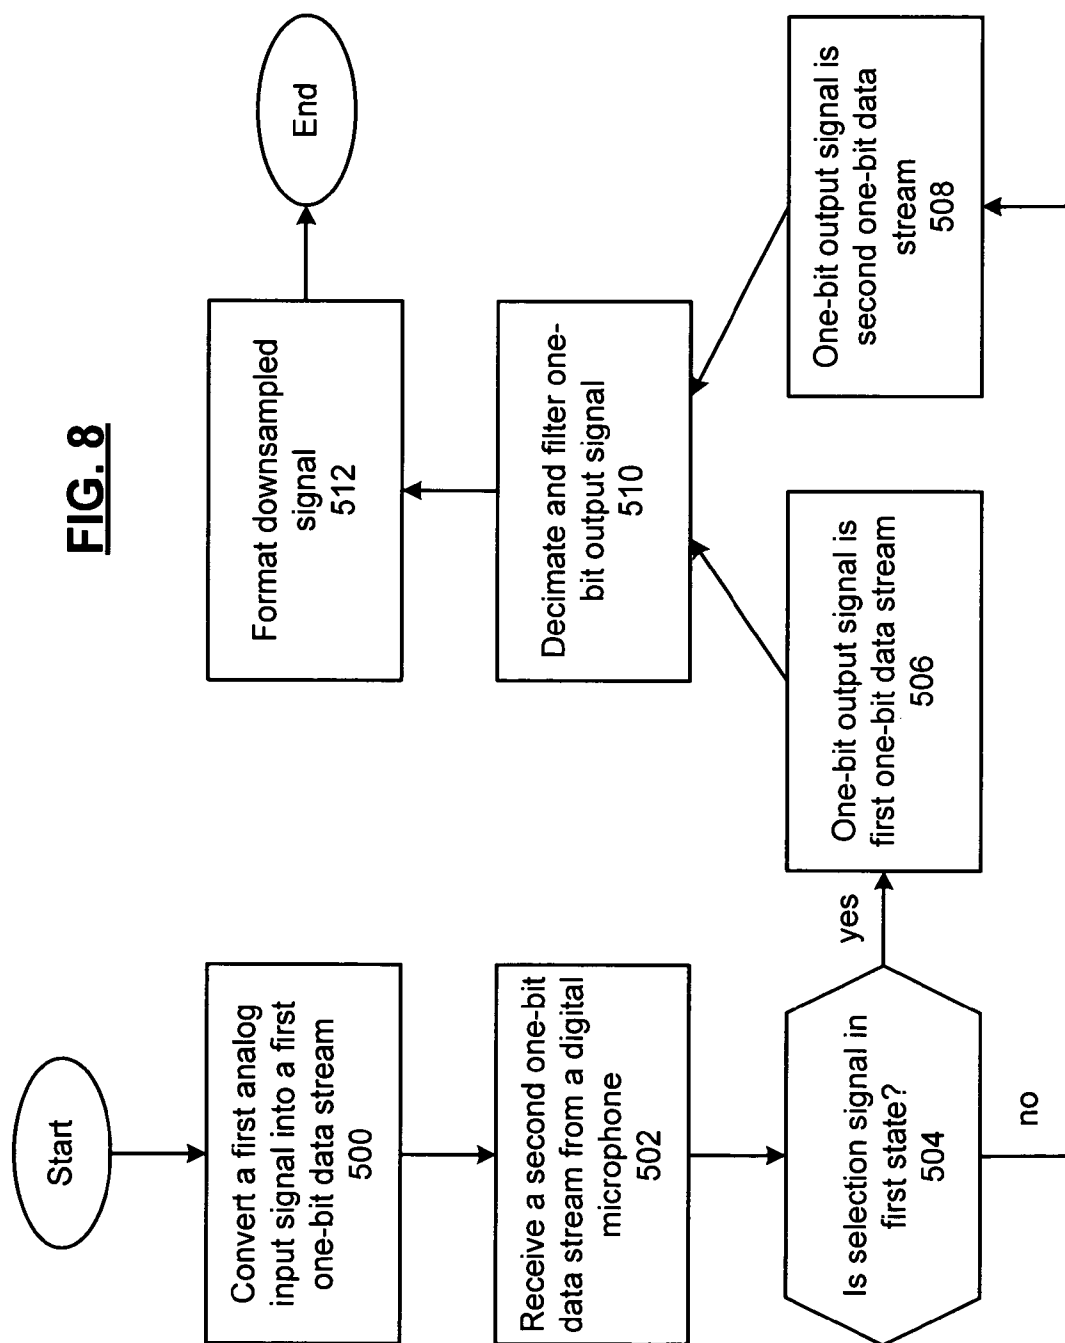 FIG. 8
Start
Convert a first analog
input signal into a first
one-bit data stream
500
Receive a second one-bit
data stream from a digital
microphone
502
Is selection signal in
first state?
504
yes
no
One-bit output signal is
first one-bit data stream
506
One-bit output signal is
second one-bit data
stream
508
Decimate and filter one-
bit output signal
510
Format downsampled
signal
512
End